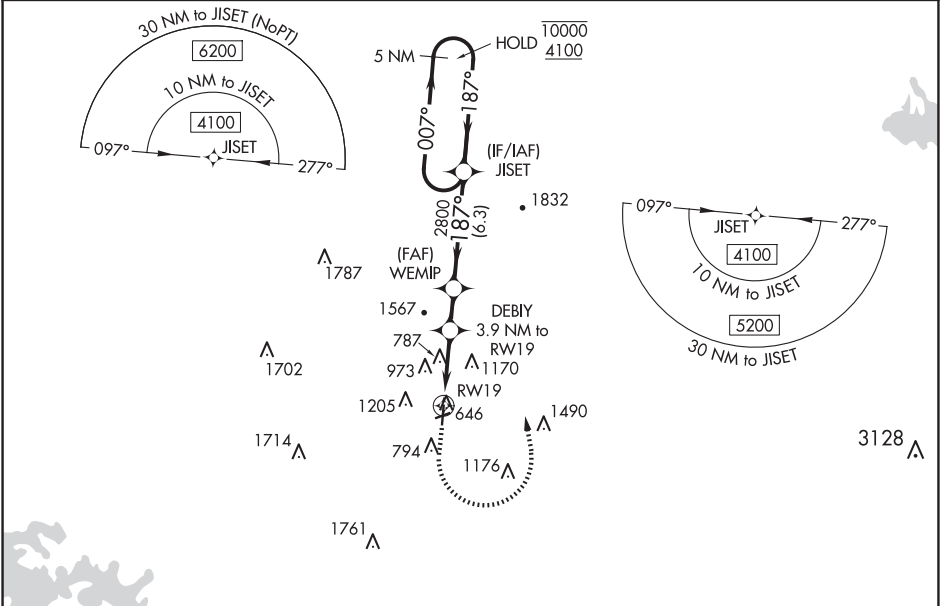 30 NM to JISET (NoPT)
6200
10 NM to JISET
4100
JISET
097°
277°
5 NM
HOLD
10000
4100
007°
187°
(IF/IAF)
JISET
1832
2800
187°
(6.3)
097°
277°
JISET
4100
10 NM to JISET
5200
30 NM to JISET
1787
(FAF)
WEMIP
1567
DEBIY
3.9 NM to
RW19
787
973
1170
1702
RW19
1205
646
1490
1714
794
1176
3128
1761